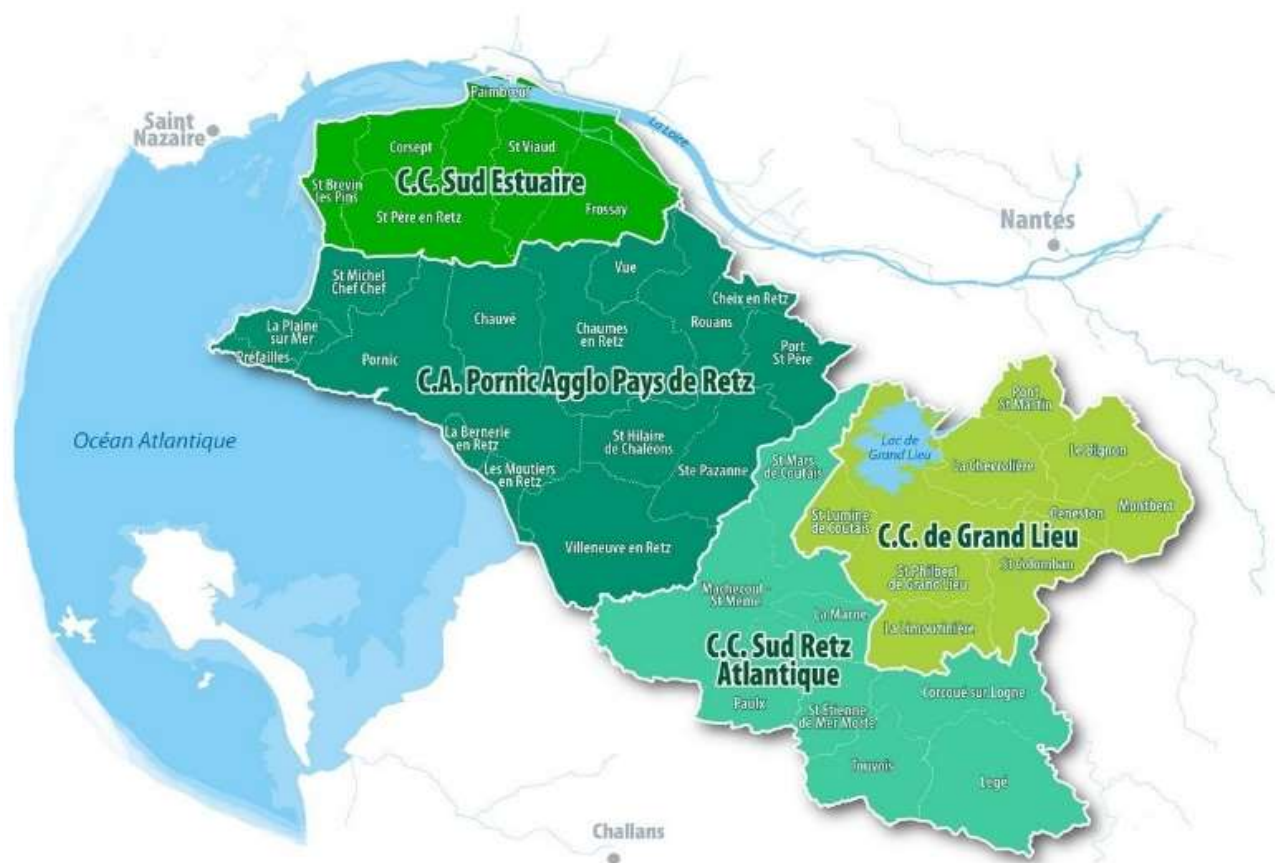 Saint
Nazaire
Paimbœuf
La Loire
Corsept
St Viaud
C.C. Sud Estuaire
St Brevin
les Pins
St Père en Retz
Frossay
Nantes
St Michel
Chef Chef
Vue
Cheix en Retz
Chauvé
Chaumes
en Retz
Rouans
La Plaine
sur Mer
Préfailles
Pornic
Port
St Père
C.A. Pornic Agglo Pays de Retz
Océan Atlantique
La Bernerie
en Retz
St Hilaire
de Chaléons
Les Moutiers
en Retz
Ste Pazanne
Villeneuve en Retz
St Mars
de Coutais
Lac de
Grand Lieu
Pont
St Martin
La Chevrolière
Le Bignon
Geneston
Montbert
St Lumine
de Coutais
C.C. de Grand Lieu
St Philbert
de Grand Lieu
St Colomban
La Limouzinière
Machecoul -
St Même
La Marne
C.C. Sud Retz
Atlantique
Paulx
St Etienne
de Mer Morte
Corcoué sur Logne
Touvois
Legé
Challans